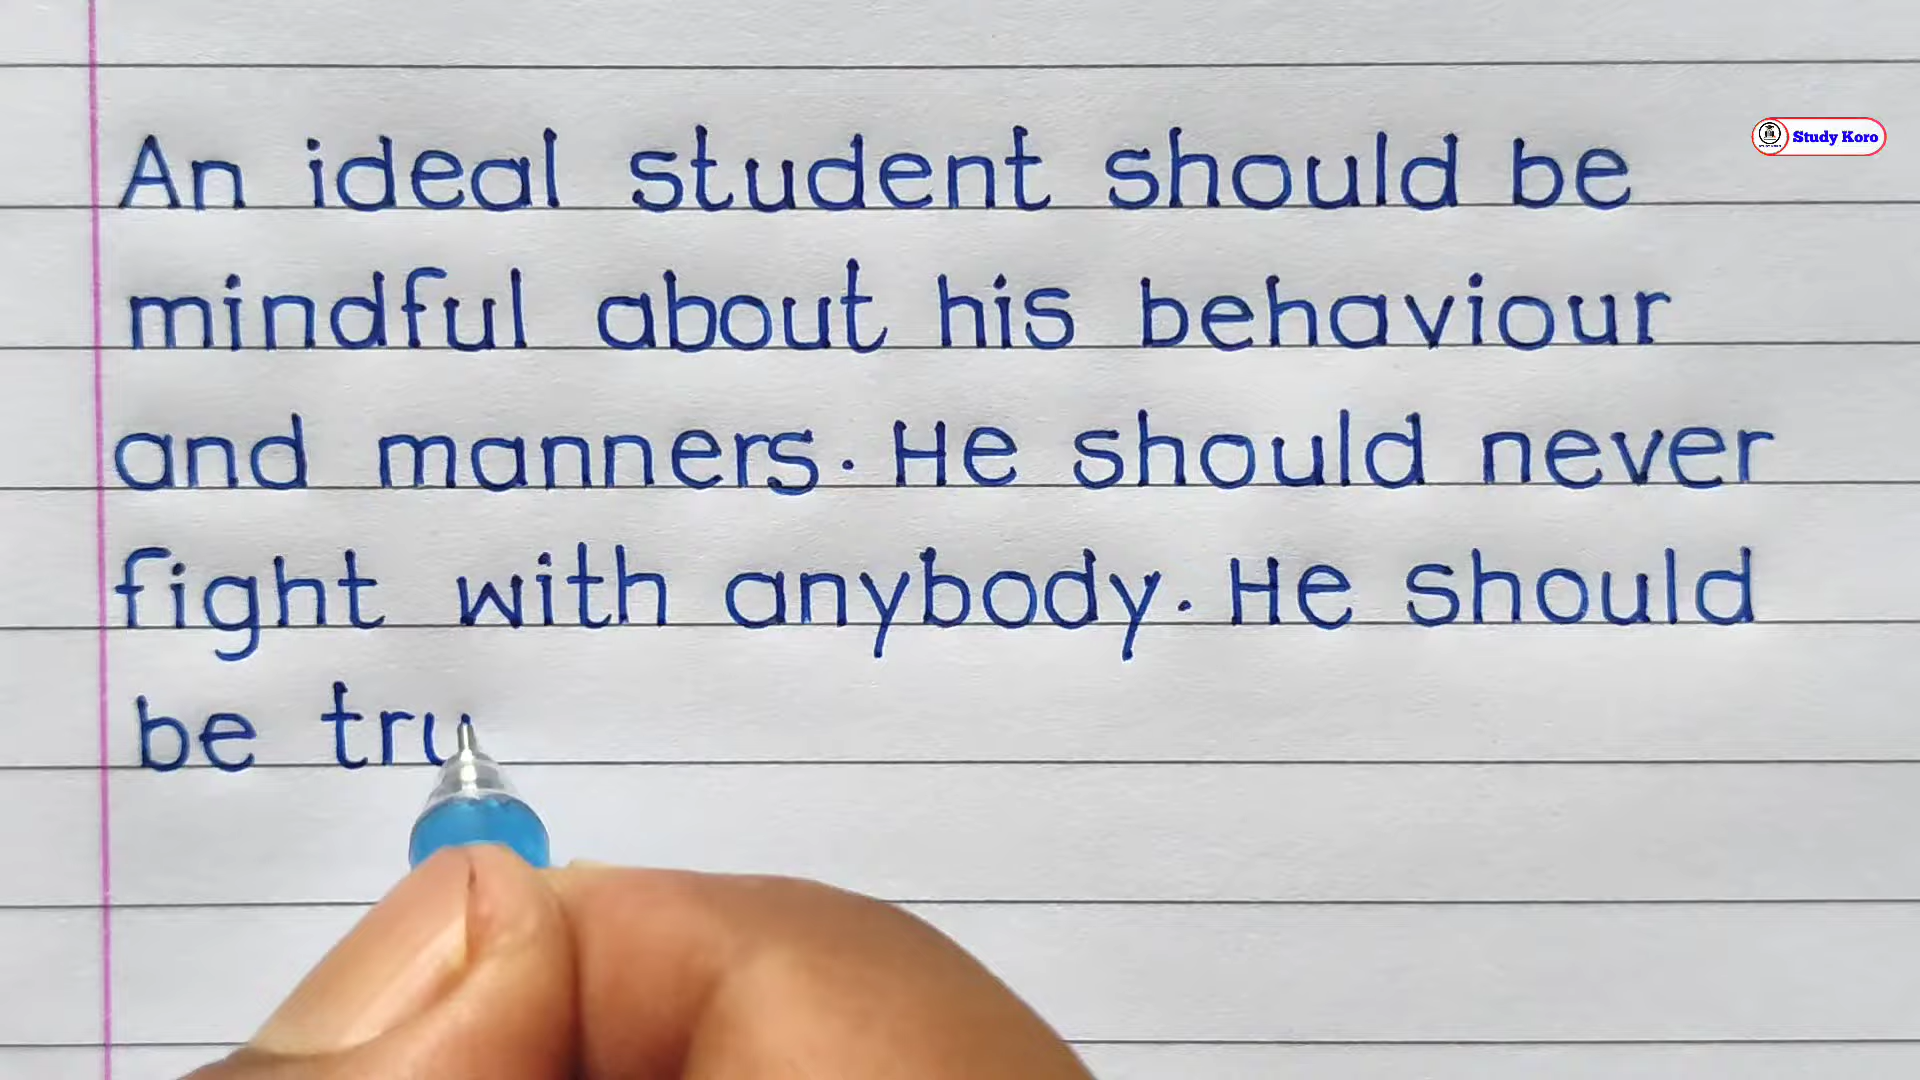 An ideal student should be
Study Koro
mindful about his behaviour
and manners. He should never
fight with anybody. He should
be tru